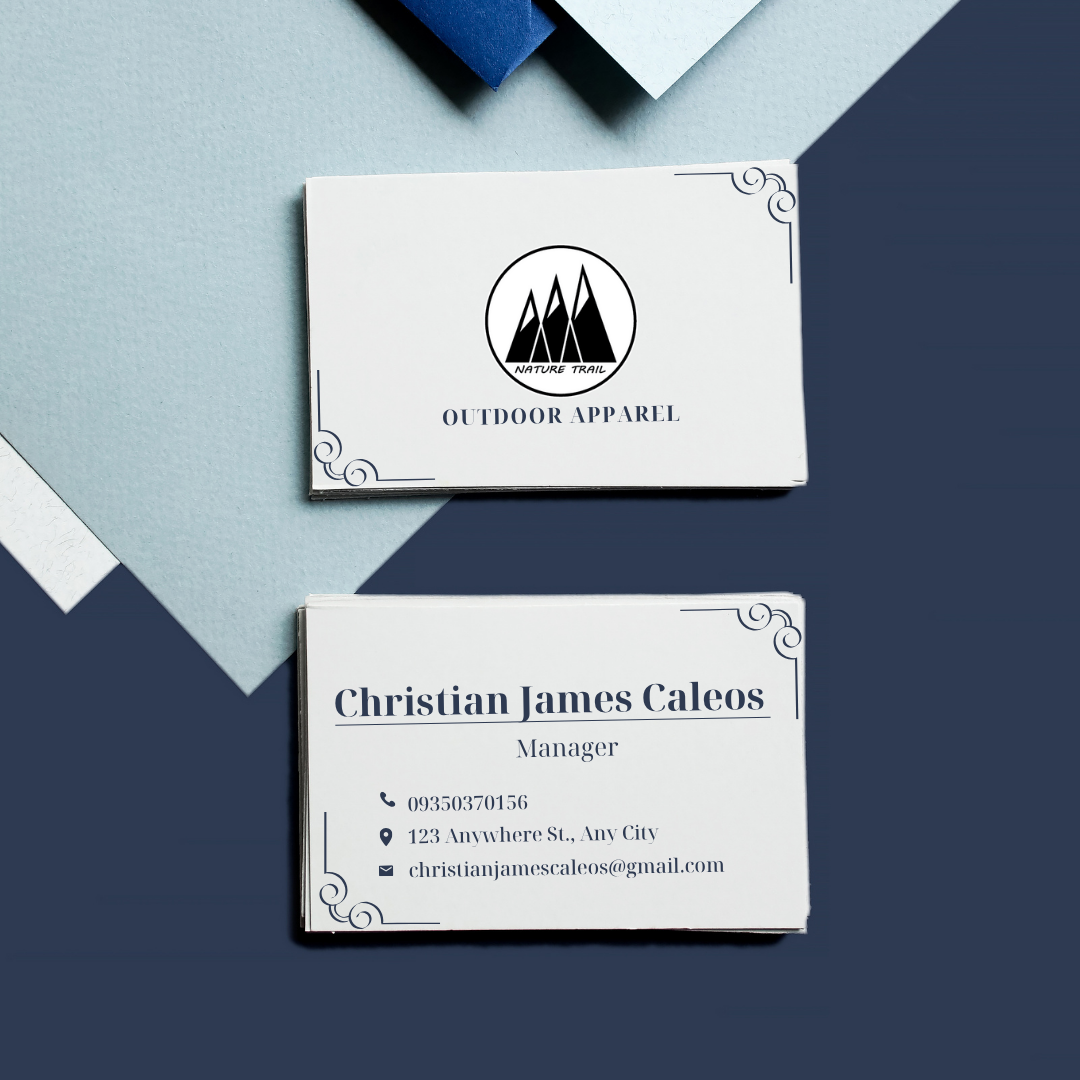 NATURE TRAIL
OUTDOOR APPAREL
Christian James Caleos
Manager
09350370156
123 Anywhere St., Any City
christianjamescaleos@gmail.com